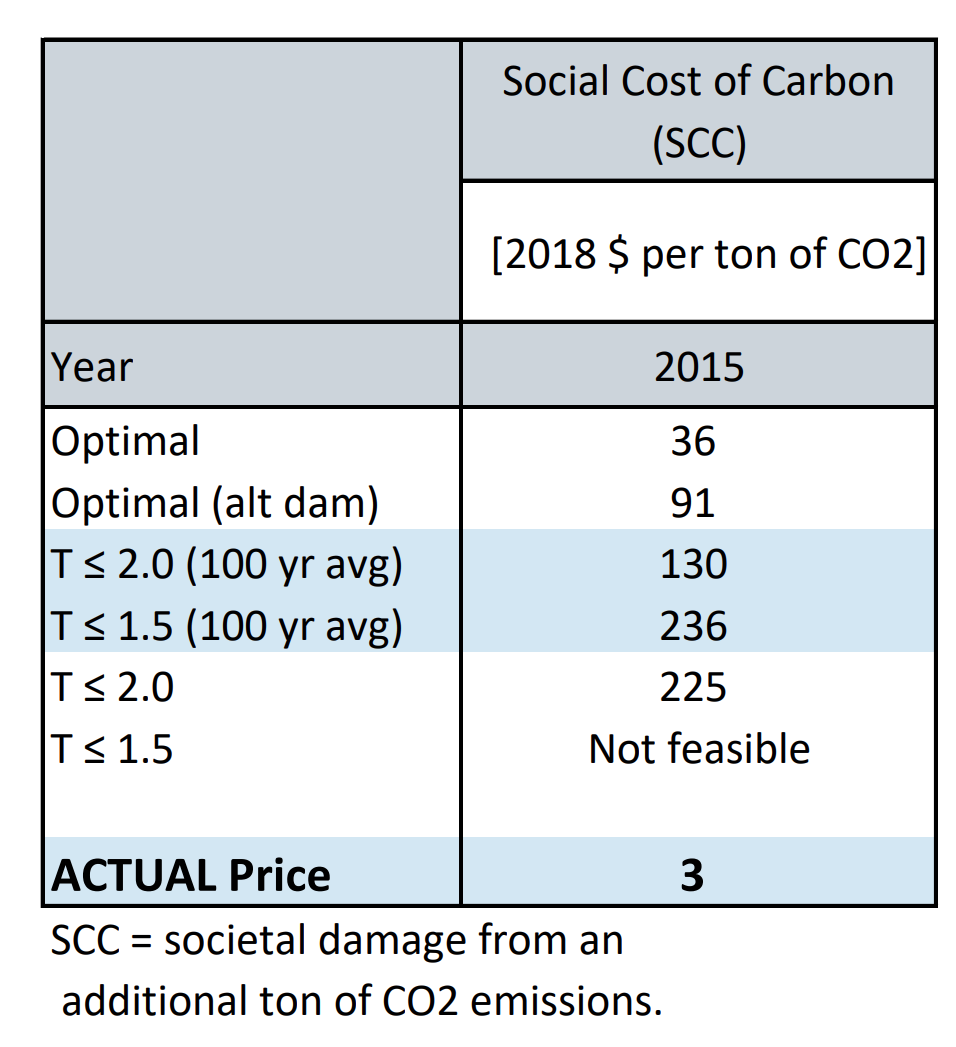 Social Cost of Carbon
(SCC)
[2018 $ per ton of CO2]
Year 2015
Optimal 36
Optimal (alt dam) 91
T ≤ 2.0 (100 yr avg) 130
T ≤ 1.5 (100 yr avg) 236
T ≤ 2.0 225
T ≤ 1.5 Not feasible
ACTUAL Price 3
SCC = societal damage from an
additional ton of CO2 emissions.